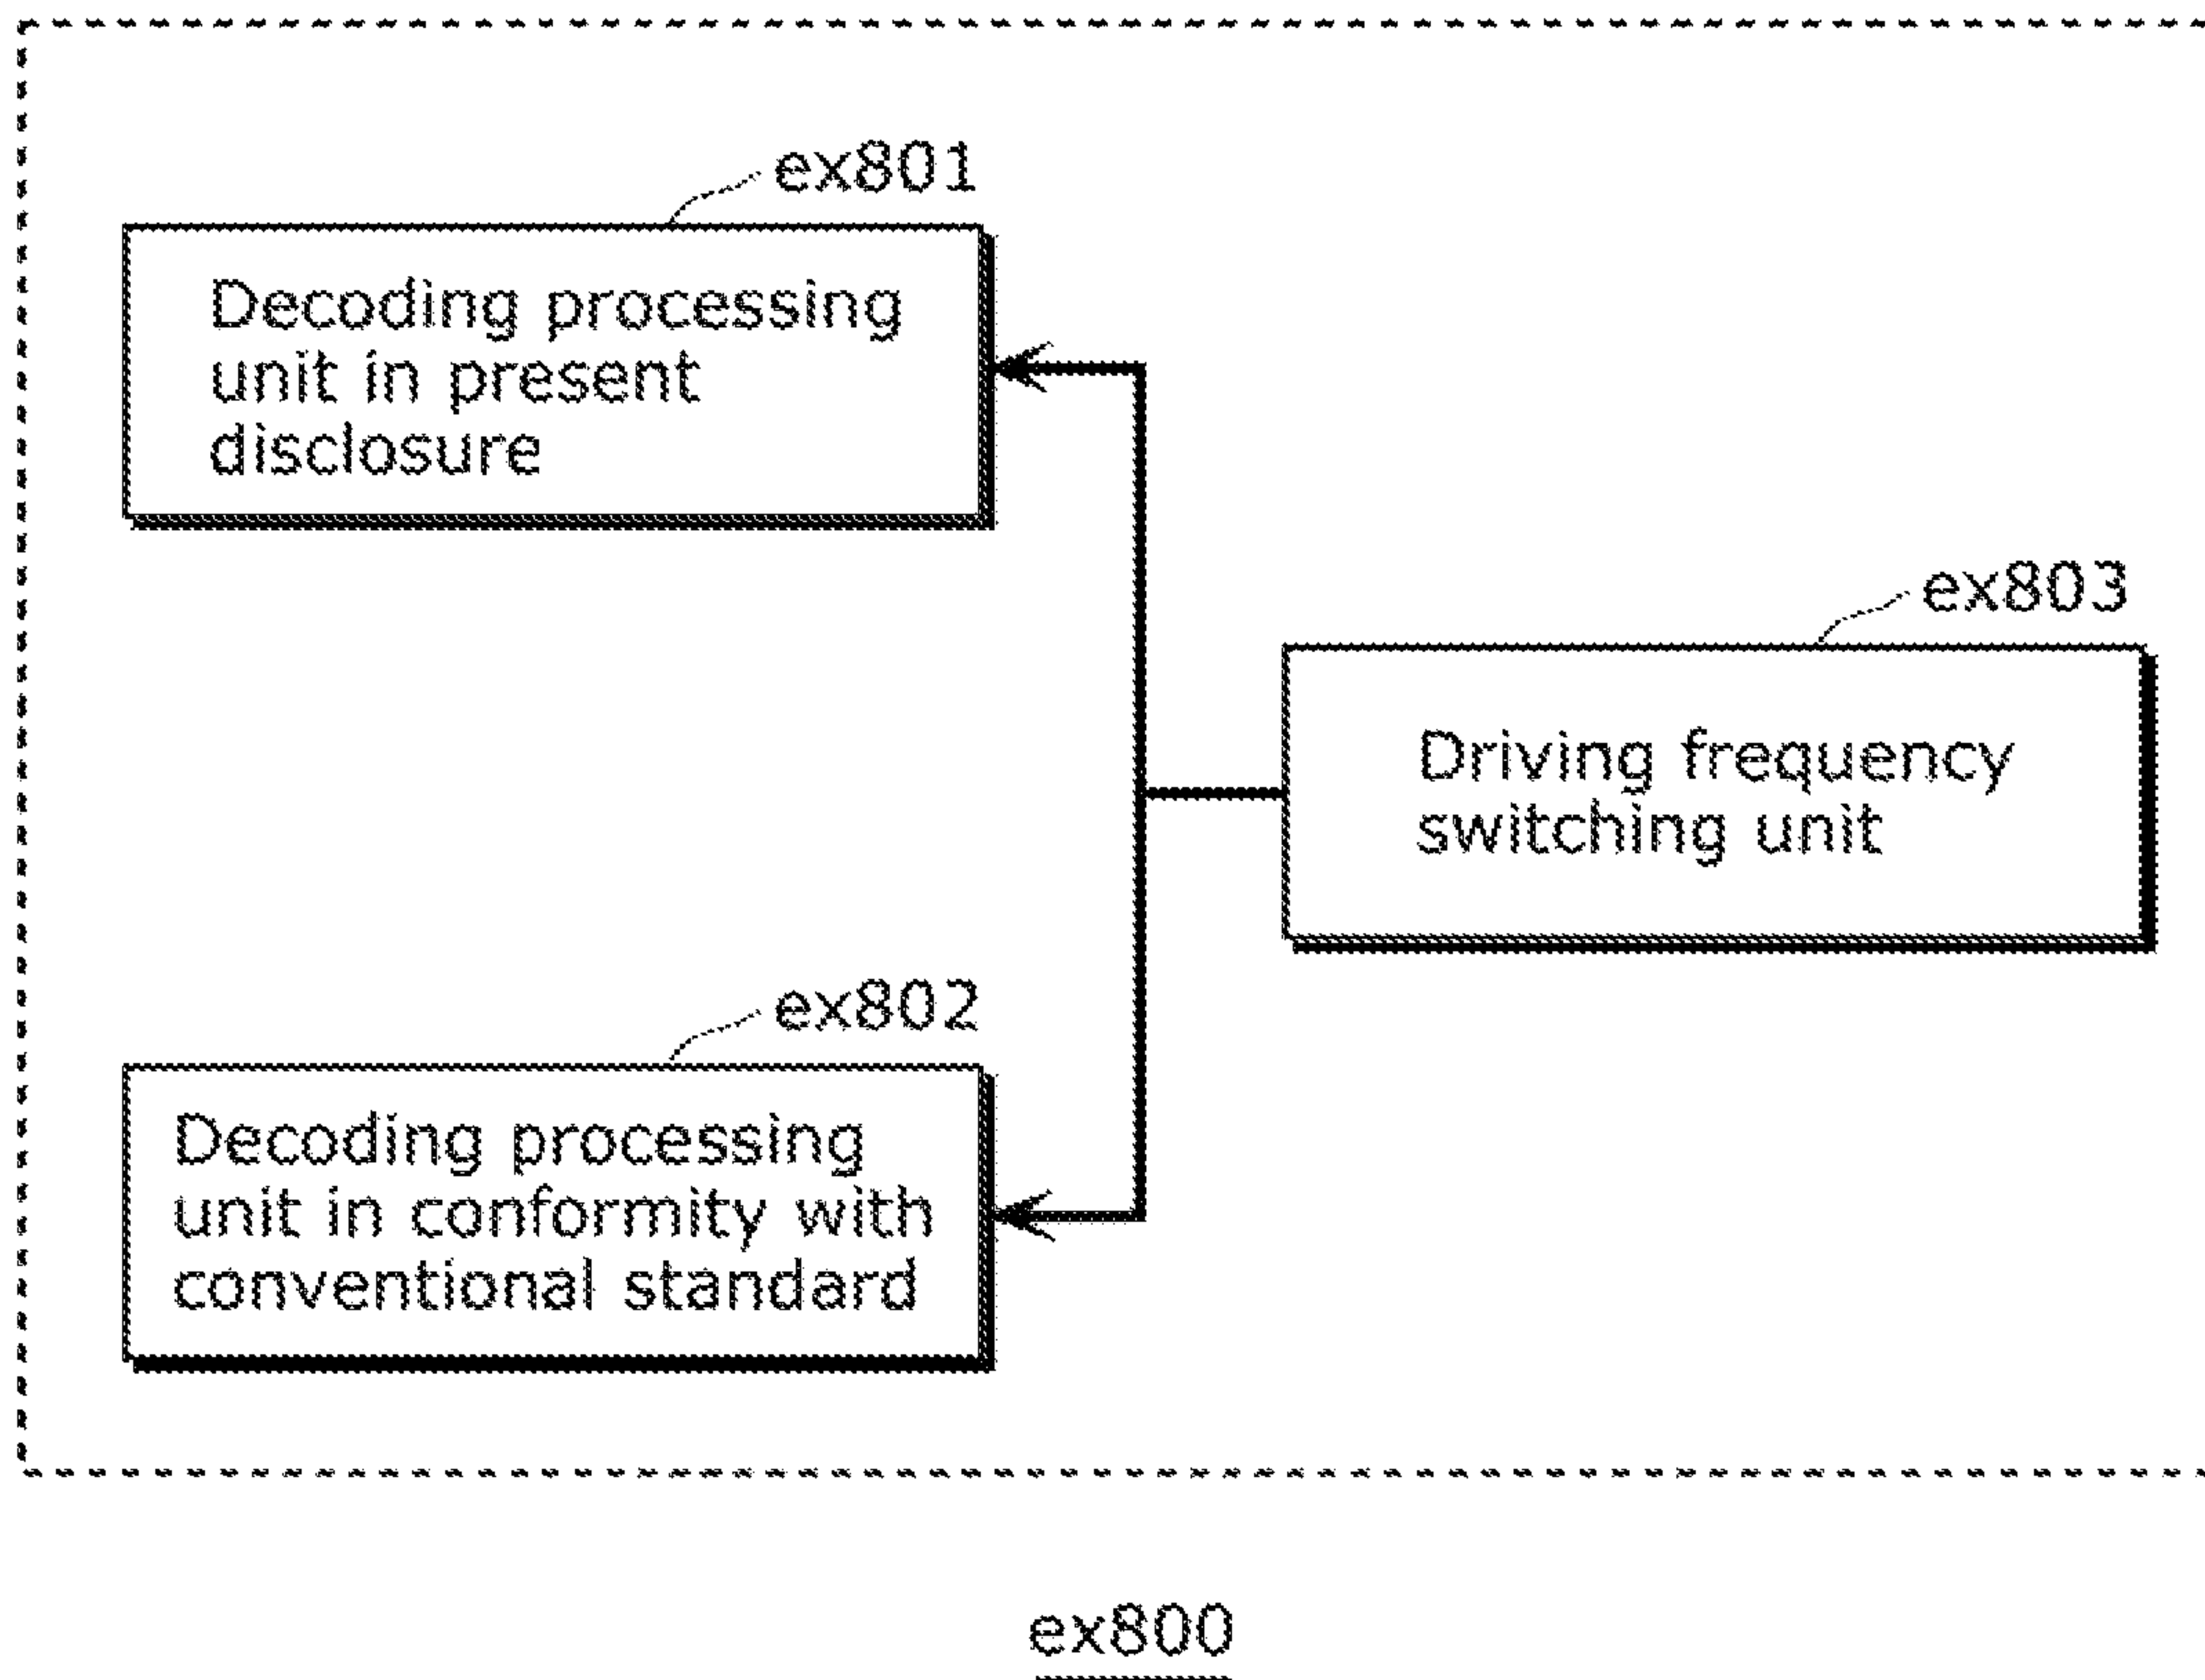 ex801
Decoding processing
unit in present
disclosure
ex803
Driving frequency
switching unit
ex802
Decoding processing
unit in conformity with
conventional standard
ex800